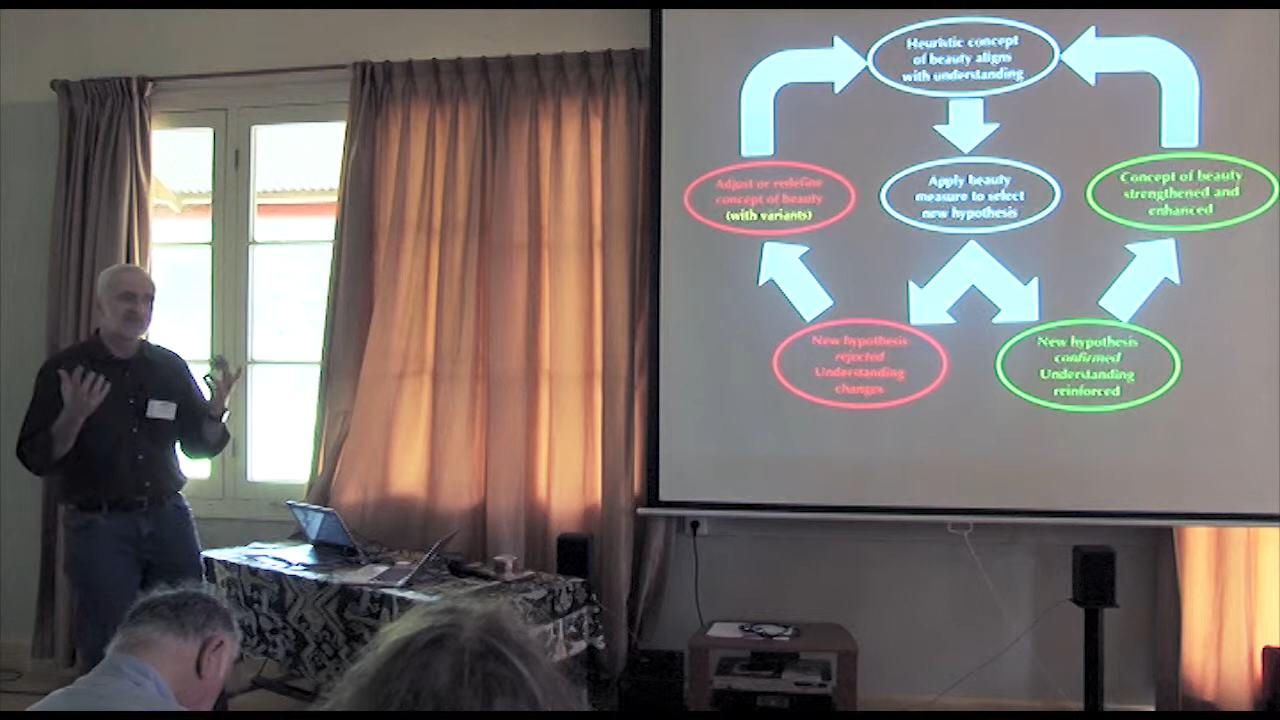 Heuristic concept
of beauty aligns
with understanding
Adjust or redefine
concept of beauty
(with variants)
Apply beauty
measure to select
new hypothesis
Concept of beauty
strengthened and
enhanced
New hypothesis
rejected
Understanding
changes
New hypothesis
confirmed
Understanding
reinforced